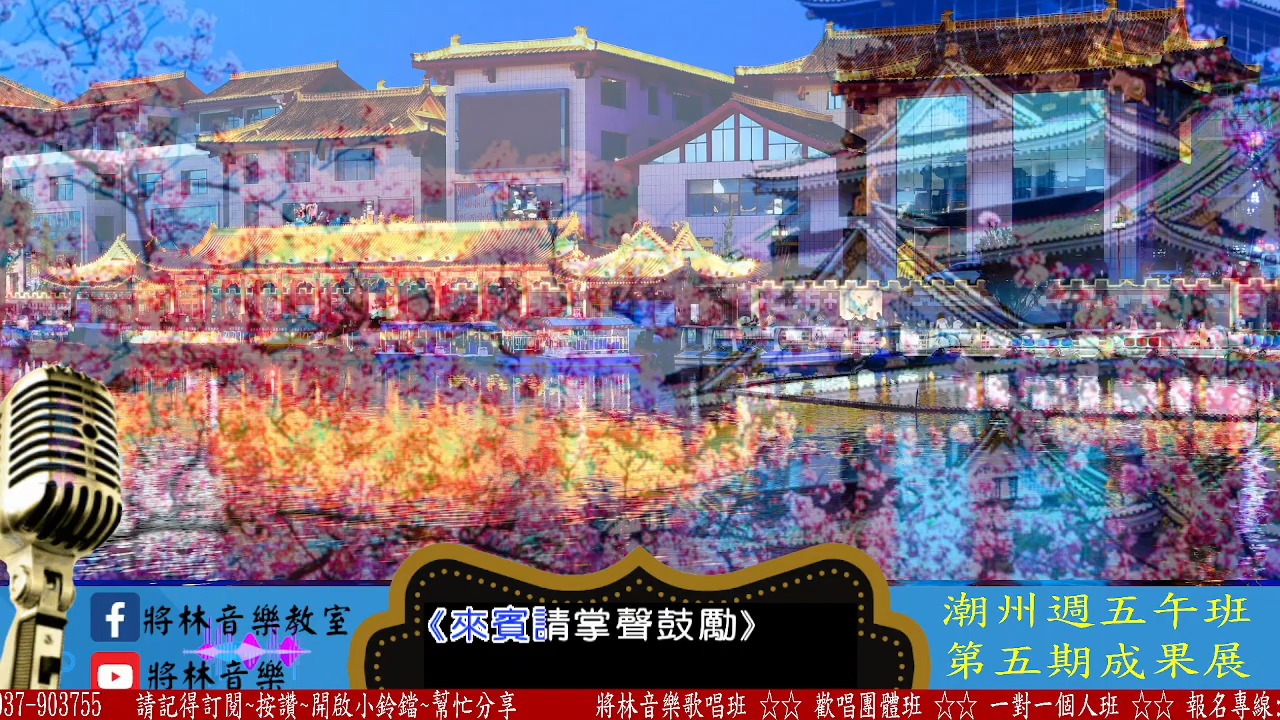 將林音樂教室
將林音樂
《來賓請掌聲鼓勵》
潮州週五午班
第五期成果展
037-903755 請記得訂閱~按讚~開啟小鈴鐺~幫忙分享 將林音樂歌唱班 ☆☆ 歡唱團體班 ☆☆ 一對一個人班 ☆☆ 報名專線: